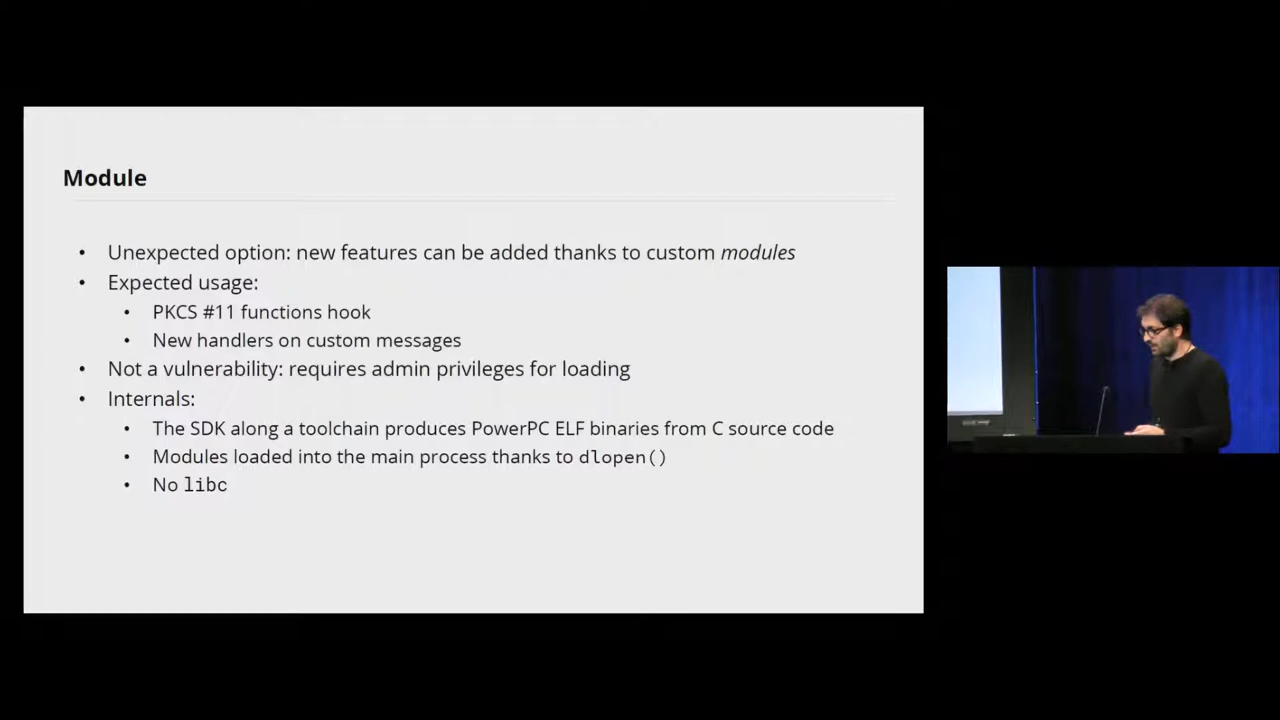 Module
• Unexpected option: new features can be added thanks to custom modules
• Expected usage:
• PKCS #11 functions hook
• New handlers on custom messages
• Not a vulnerability: requires admin privileges for loading
• Internals:
• The SDK along a toolchain produces PowerPC ELF binaries from C source code
• Modules loaded into the main process thanks to dlopen()
• No libc